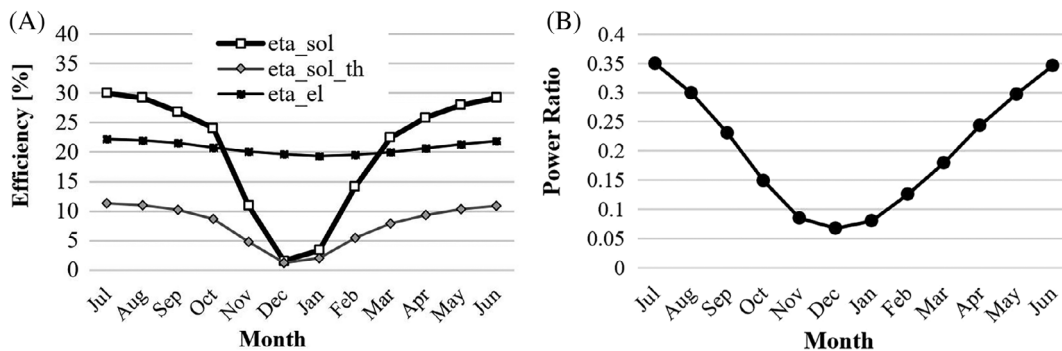 (A)
Efficiency [%]
40
35
30
25
20
15
10
5
0
eta_sol
eta_sol_th
eta_el
Jul
Aug
Sep
Oct
Nov
Dec
Jan
Feb
Mar
Apr
May
Jun
Month
(B)
Power Ratio
0.4
0.35
0.3
0.25
0.2
0.15
0.1
0.05
0
Jul
Aug
Sep
Oct
Nov
Dec
Jan
Feb
Mar
Apr
May
Jun
Month